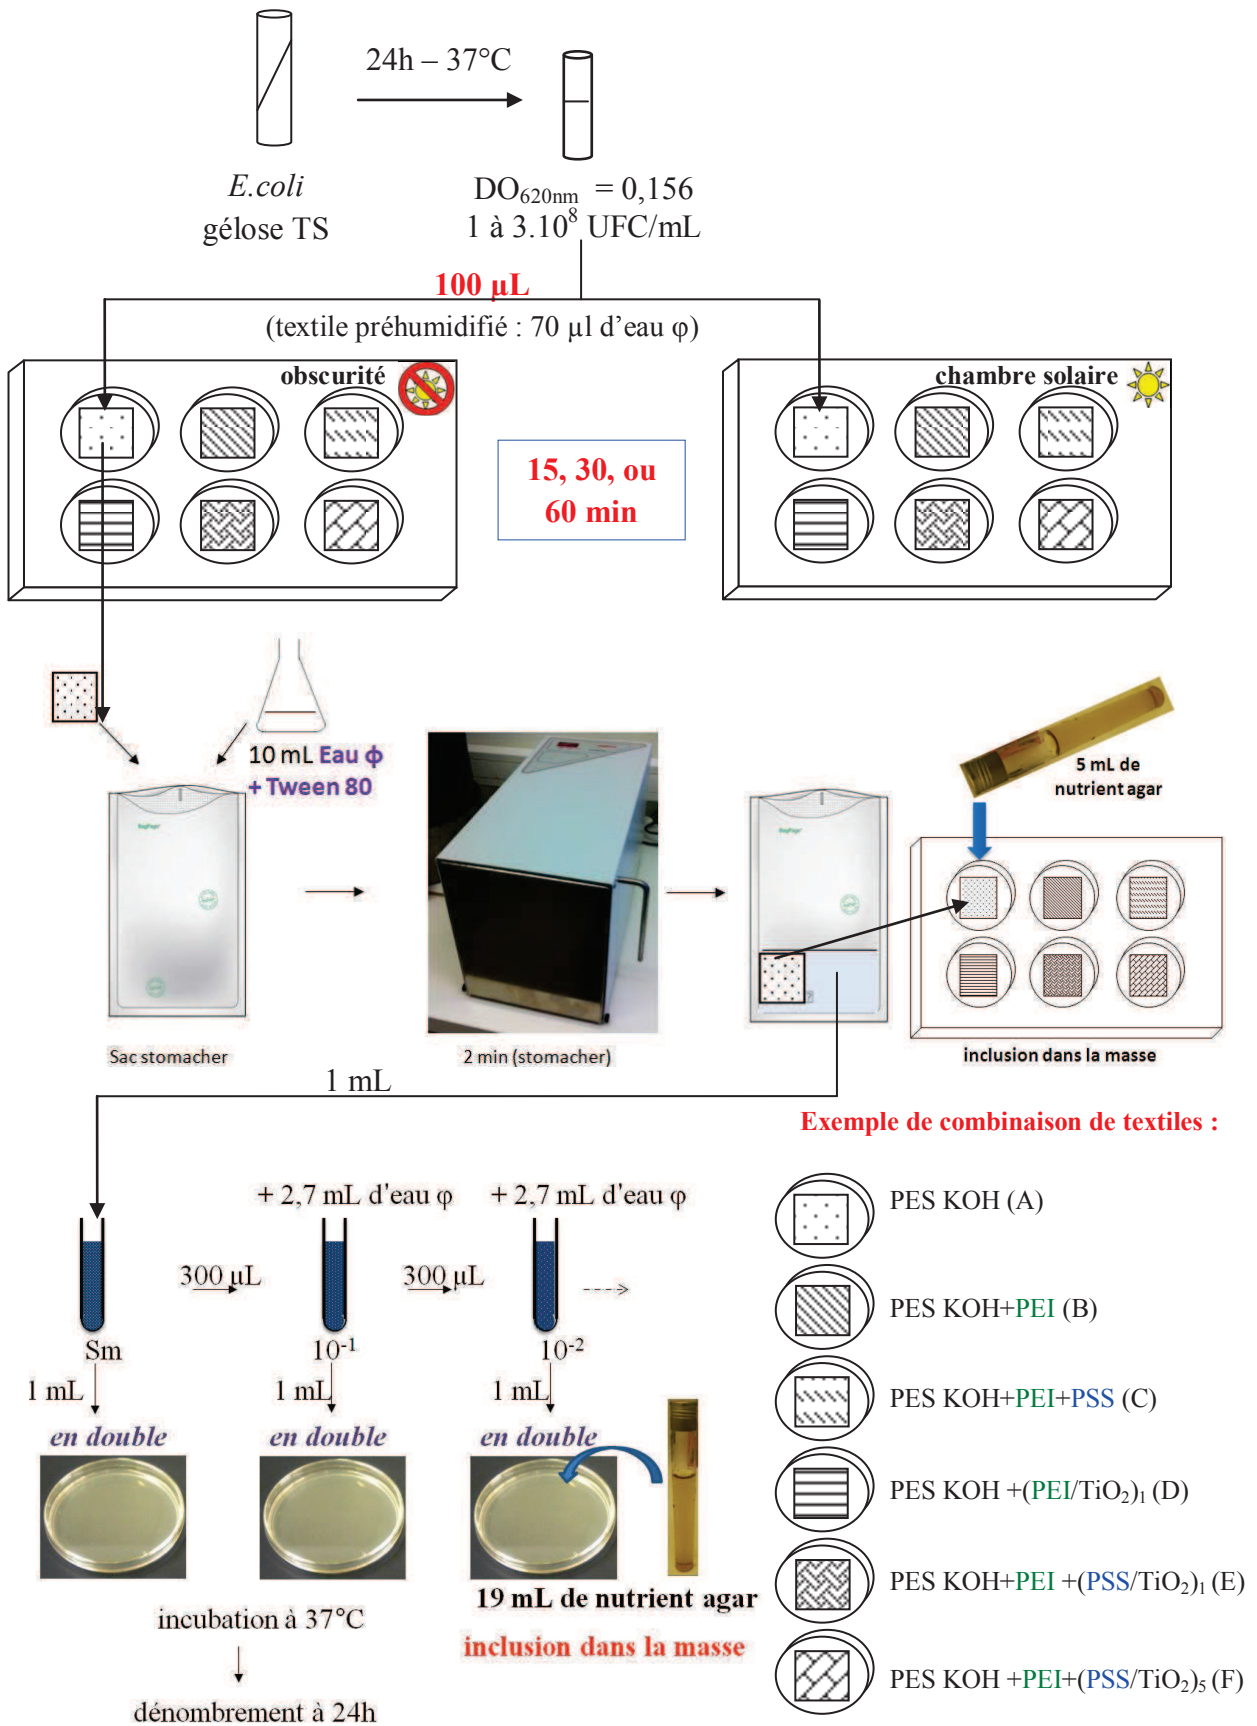 24h – 37°C
E.coli
gélose TS
DO620nm = 0,156
1 à 3.10⁸ UFC/mL
100 µL
(textile préhumidifié : 70 µl d'eau φ)
obscurité
chambre solaire
15, 30, ou
60 min
10 mL Eau ϕ
+ Tween 80
5 mL de
nutrient agar
Sac stomacher
2 min (stomacher)
inclusion dans la masse
1 mL
Exemple de combinaison de textiles :
+ 2,7 mL d'eau φ
+ 2,7 mL d'eau φ
300 µL
300 µL
Sm
10⁻¹
10⁻²
1 mL
1 mL
1 mL
en double
en double
en double
19 mL de nutrient agar
incubation à 37°C
inclusion dans la masse
dénombrement à 24h
PES KOH (A)
PES KOH+PEI (B)
PES KOH+PEI+PSS (C)
PES KOH +(PEI/TiO₂)₁ (D)
PES KOH+PEI +(PSS/TiO₂)₁ (E)
PES KOH +PEI+(PSS/TiO₂)₅ (F)